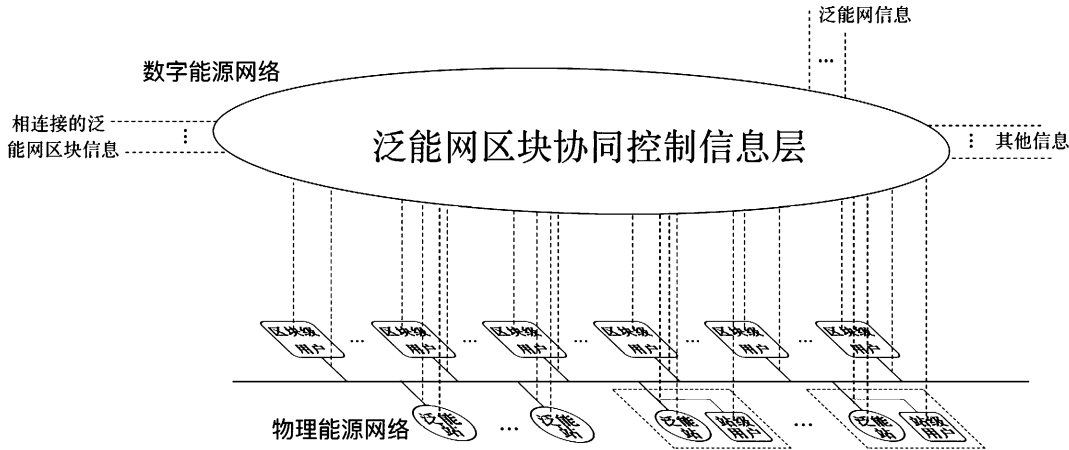 泛能网信息
...
数字能源网络
相连接的泛
能网区块信息
⋮
泛能网区块协同控制信息层
⋮
其他信息
区块级
用户
...
区块级
用户
...
区块级
用户
...
区块级
用户
...
区块级
用户
...
区块级
用户
物理能源网络
泛能
站
...
泛能
站
泛能
站
站级
用户
...
泛能
站
站级
用户